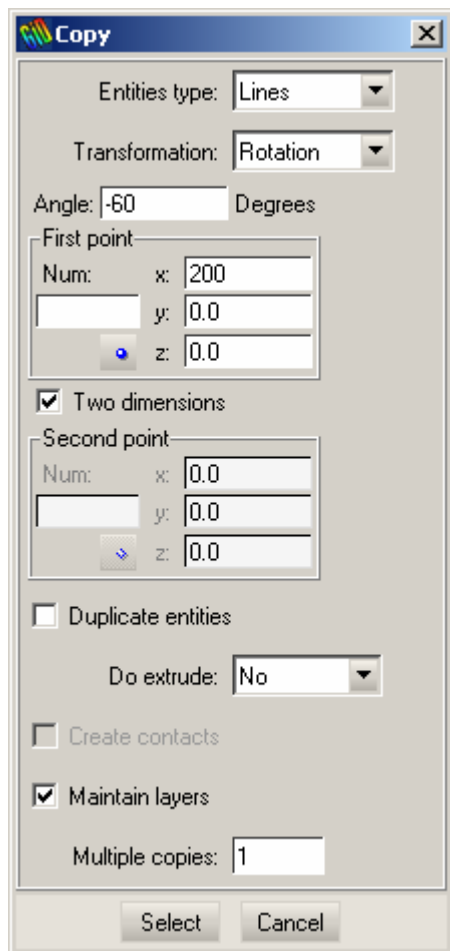 GiD Copy
Entities type: Lines
Transformation: Rotation
Angle: -60 Degrees
First point
Num: x: 200
y: 0.0
z: 0.0
Two dimensions
Second point
Num: x: 0.0
y: 0.0
z: 0.0
Duplicate entities
Do extrude: No
Create contacts
Maintain layers
Multiple copies: 1
Select Cancel